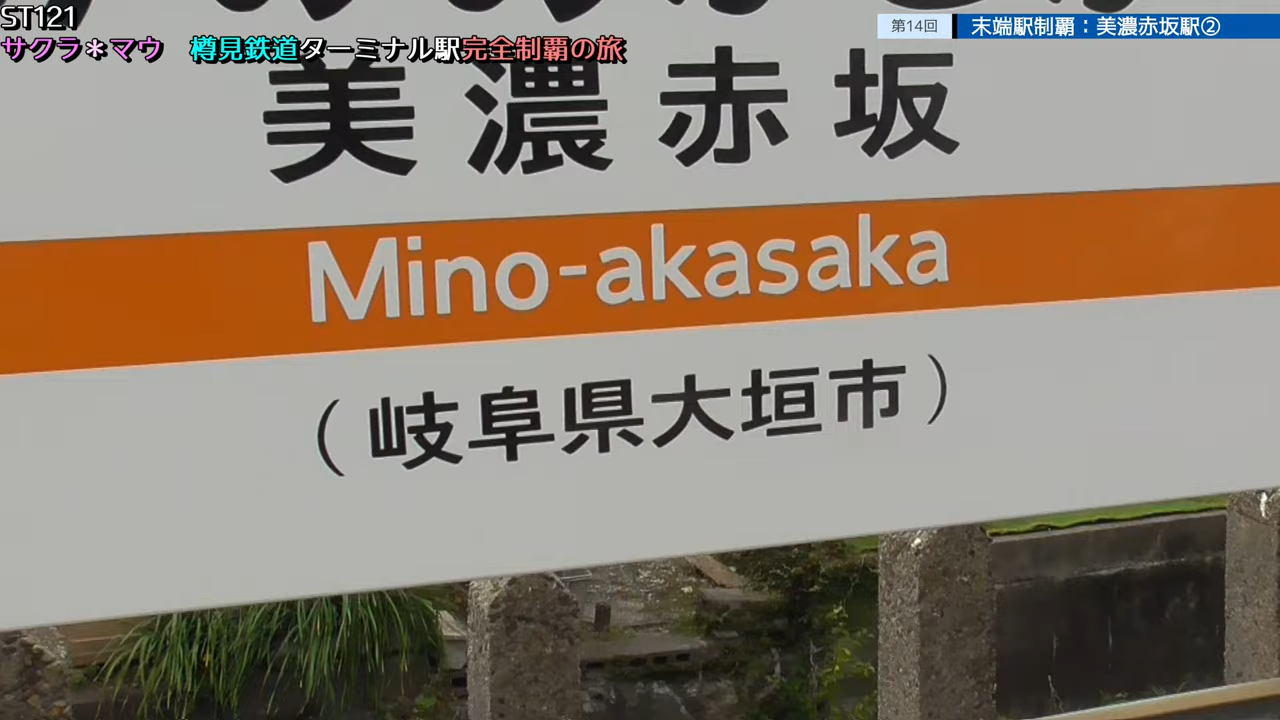 ST121
サクラ＊マウ 樽見鉄道ターミナル駅完全制覇の旅
第14回 末端駅制覇：美濃赤坂駅②
美濃赤坂
Mino-akasaka
（岐阜県大垣市）